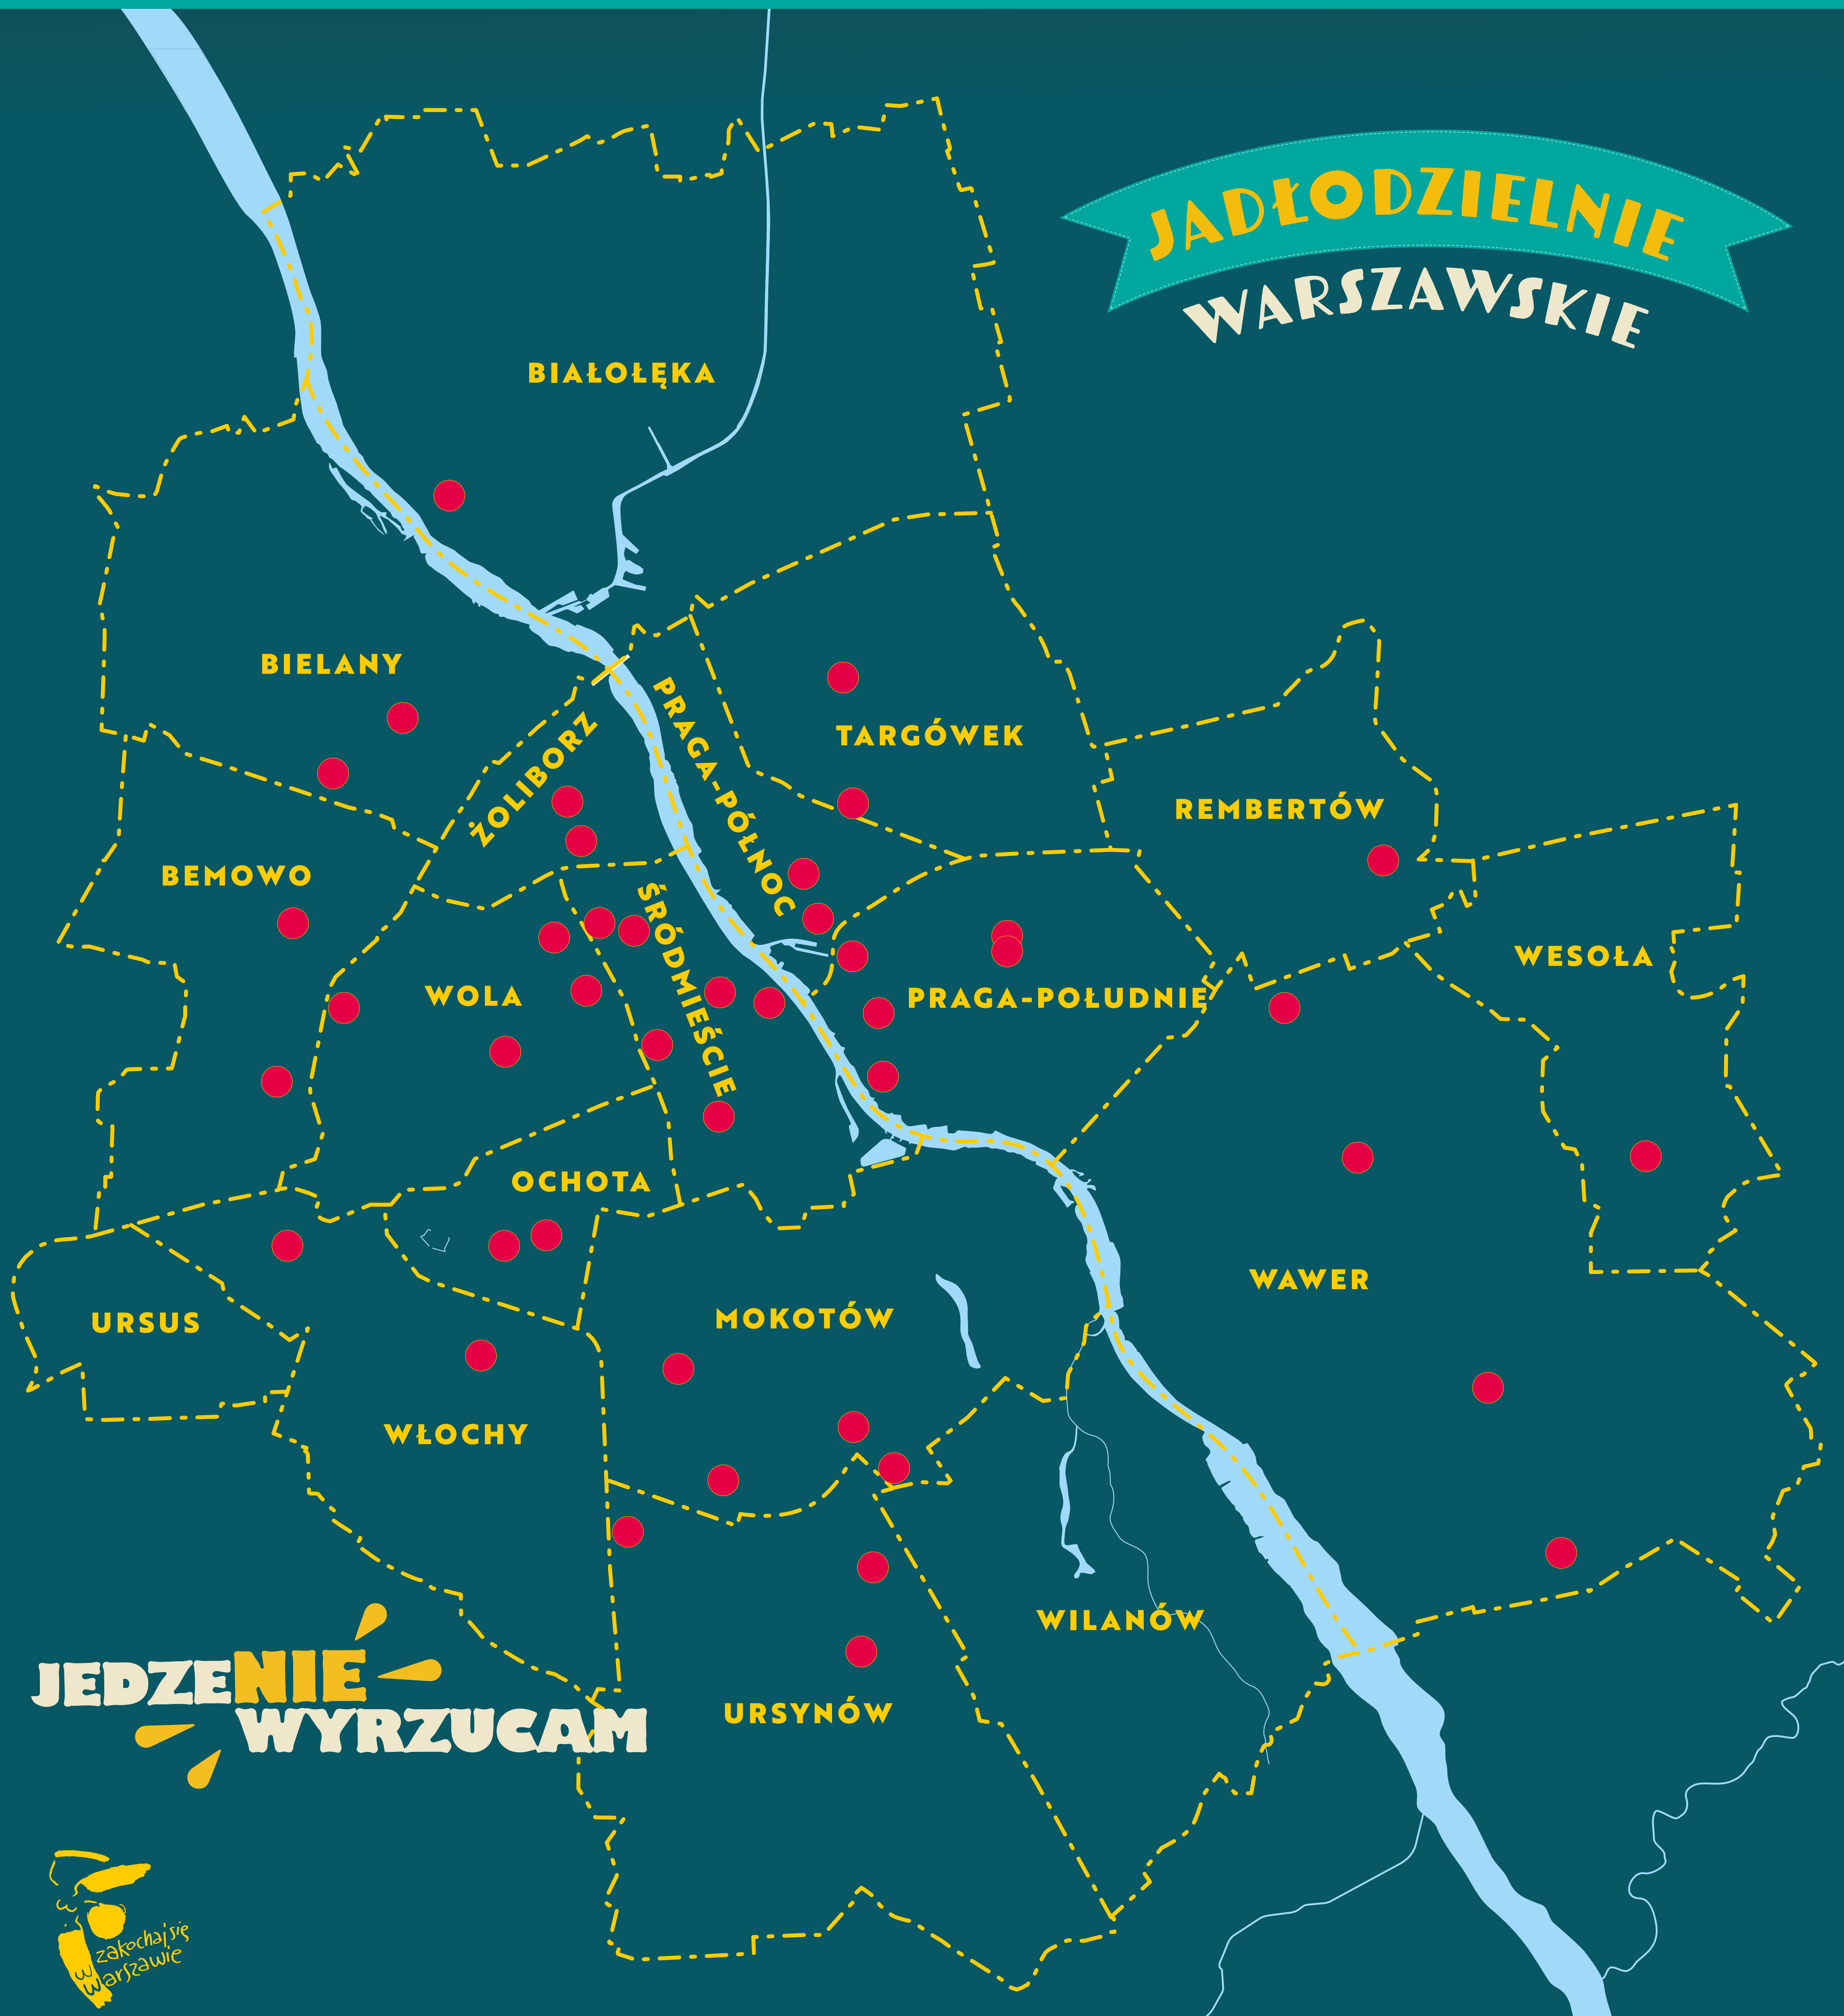 JADŁODZIELNIE
WARSZAWSKIE
BIAŁOŁĘKA
BIELANY
ŻOLIBORZ
PRAGA-PÓŁNOC
TARGÓWEK
REMBERTÓW
BEMOWO
ŚRÓDMIEŚCIE
WESOŁA
WOLA
PRAGA-POŁUDNIE
OCHOTA
WAWER
URSUS
MOKOTÓW
WŁOCHY
WILANÓW
URSYNÓW
JEDZENIE
WYRZUCAM
zakochaj się
w warszawie